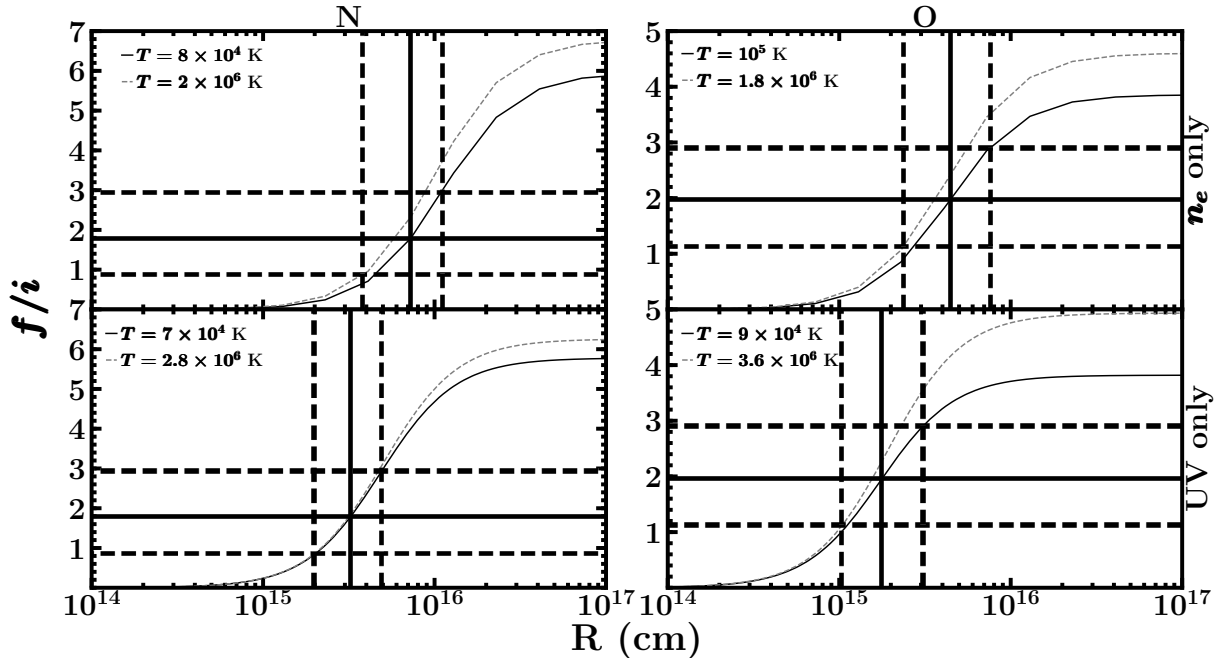 N
O
7
6
5
4
3
2
1
T = 8 × 10⁴ K
T = 2 × 10⁶ K
5
4
3
2
1
T = 10⁵ K
T = 1.8 × 10⁶ K
nₑ only
f/i
7
6
5
4
3
2
1
T = 7 × 10⁴ K
T = 2.8 × 10⁶ K
5
4
3
2
1
T = 9 × 10⁴ K
T = 3.6 × 10⁶ K
UV only
10¹⁴ 10¹⁵ 10¹⁶ 10¹⁷
10¹⁴ 10¹⁵ 10¹⁶ 10¹⁷
R (cm)